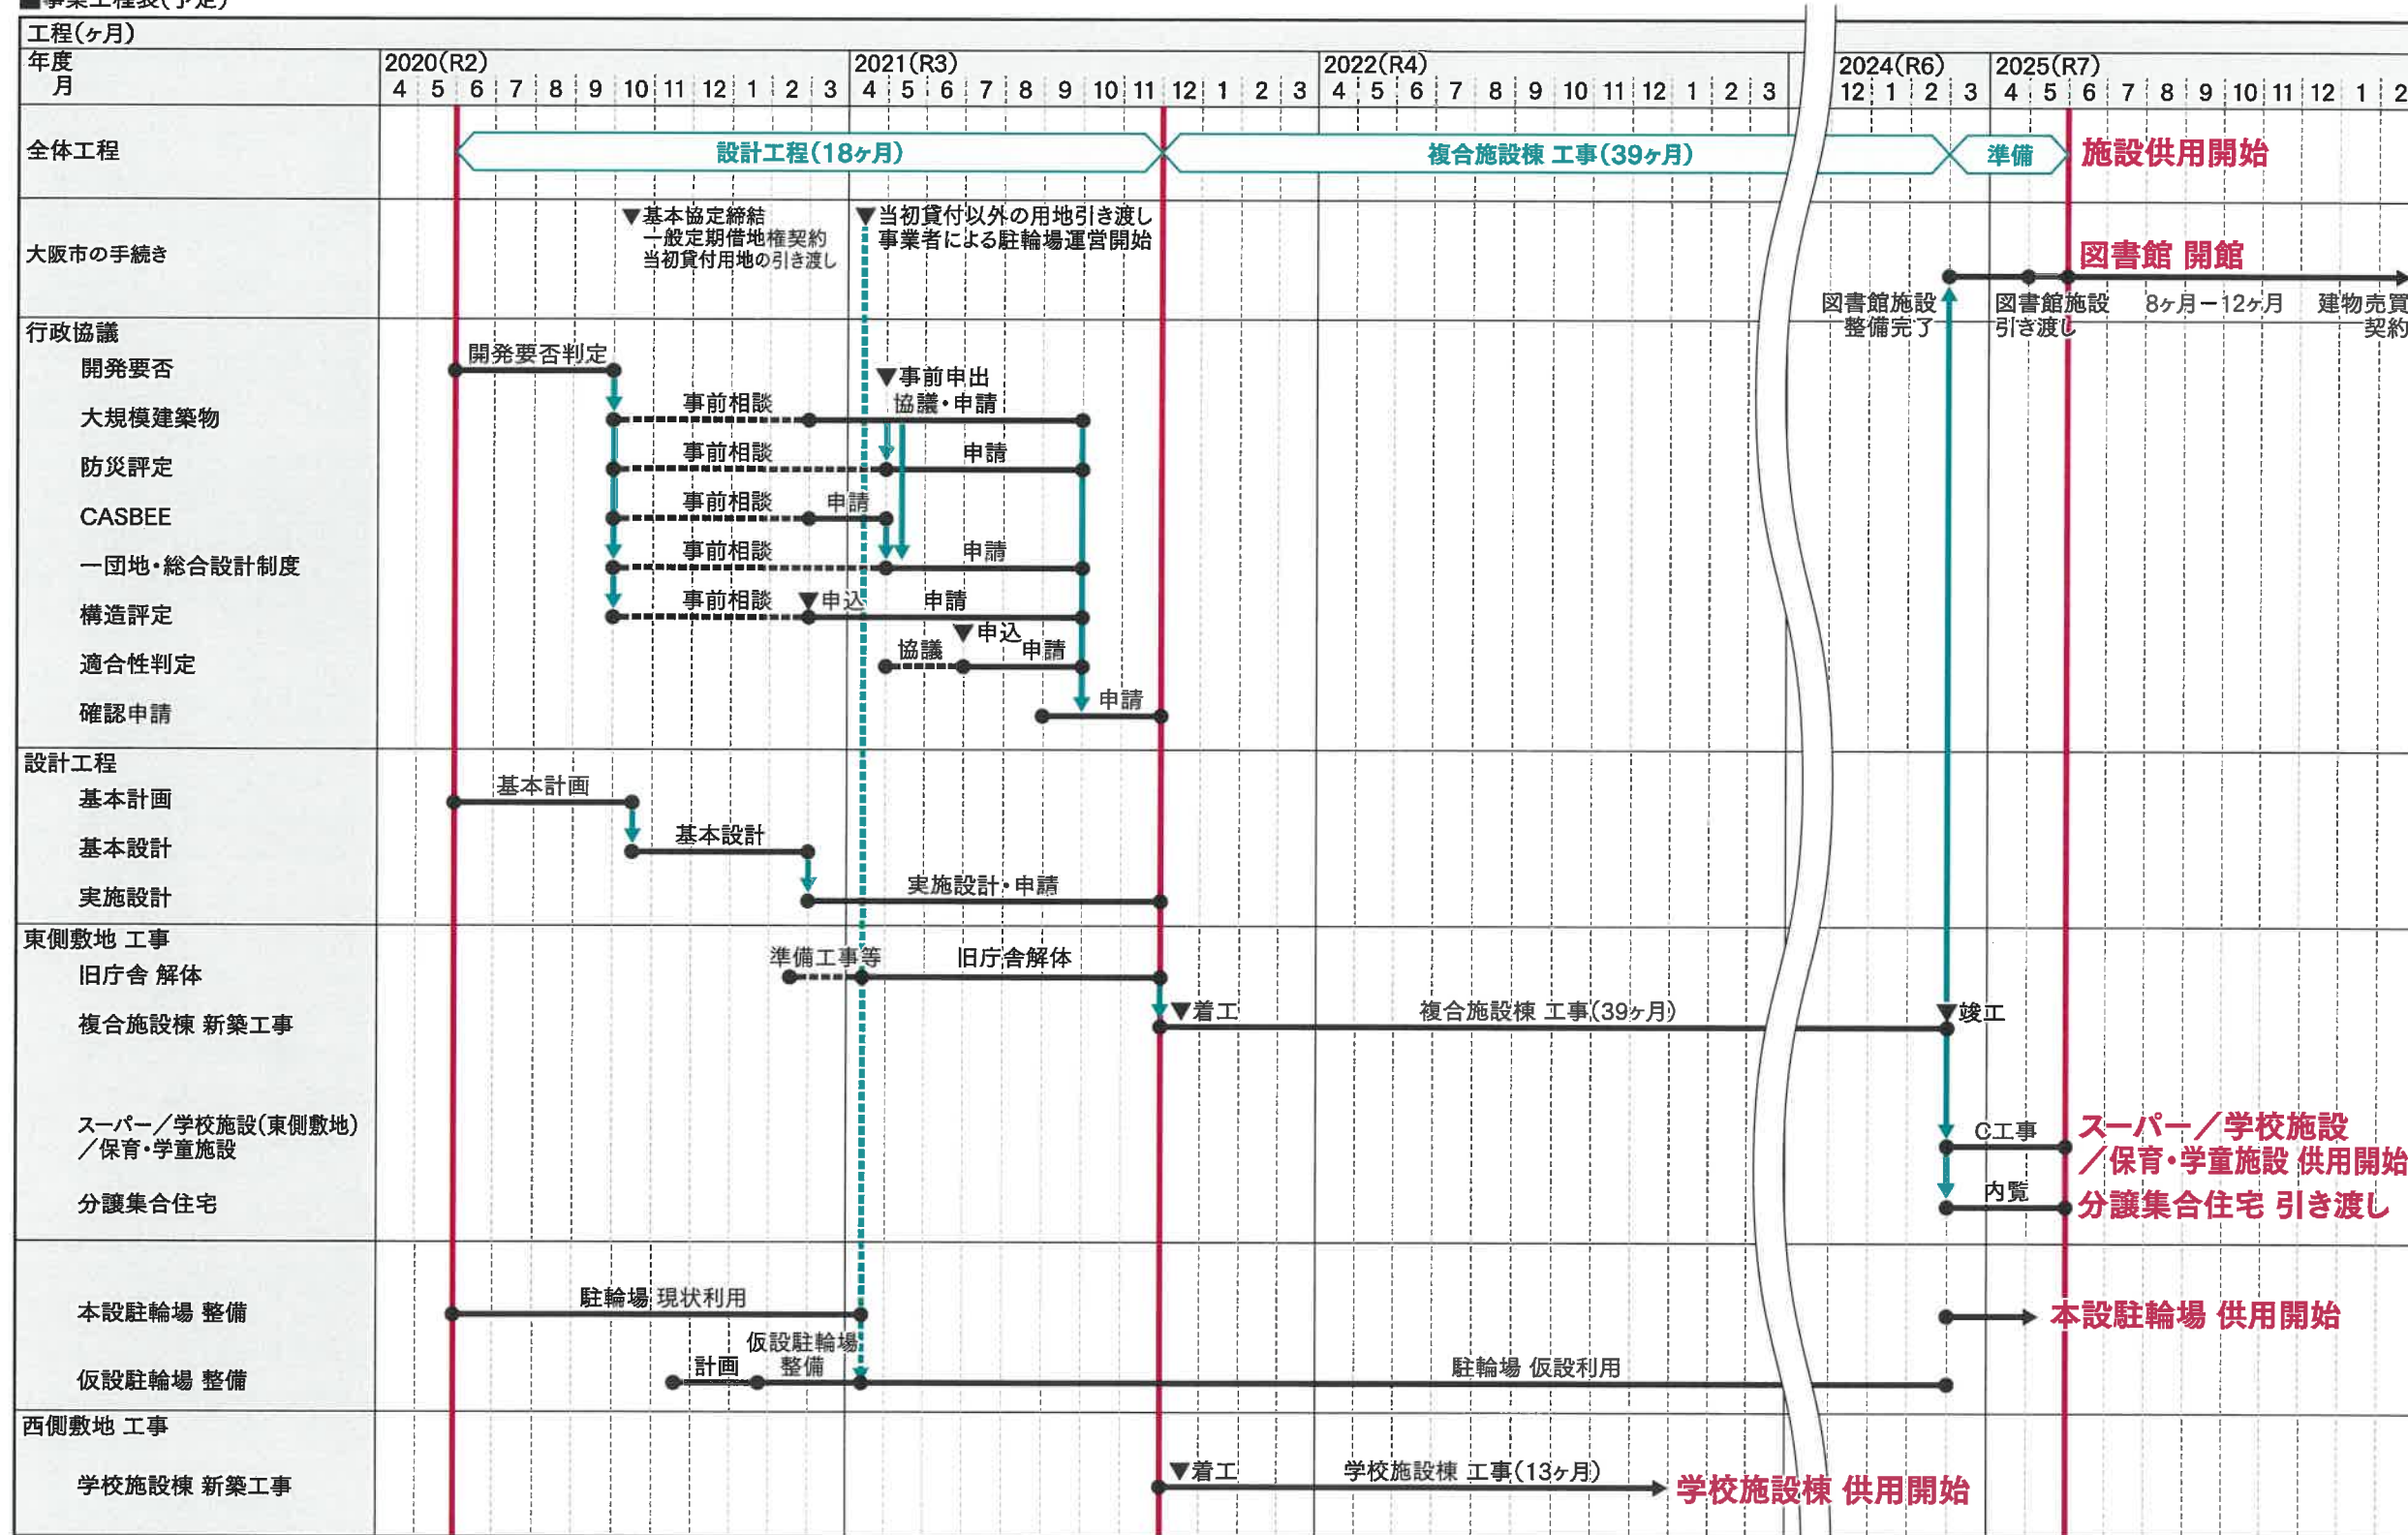 ■事業工程表(予定)
工程(ヶ月)
年度 2020(R2) 2021(R3) 2022(R4) 2024(R6) 2025(R7)
月 4 5 6 7 8 9 10 11 12 1 2 3 4 5 6 7 8 9 10 11 12 1 2 3 4 5 6 7 8 9 10 11 12 1 2 3 12 1 2 3 4 5 6 7 8 9 10 11 12 1 2
全体工程 設計工程(18ヶ月) 複合施設棟 工事(39ヶ月) 準備 施設供用開始
大阪市の手続き
▼基本協定締結
一般定期借地権契約
当初貸付用地の引き渡し
▼当初貸付以外の用地引き渡し
事業者による駐輪場運営開始
図書館 開館
図書館施設
整備完了
図書館施設
引き渡し
8ヶ月ー12ヶ月
建物売買
契約
行政協議
開発要否 開発要否判定
▼事前申出
大規模建築物 事前相談 協議・申請
防災評定 事前相談 申請
CASBEE 事前相談 申請
一団地・総合設計制度 事前相談 申請
構造評定 事前相談 ▼申込 申請
▼申込
適合性判定 協議 申請
確認申請 申請
設計工程
基本計画 基本計画
基本設計 基本設計
実施設計 実施設計・申請
東側敷地 工事
旧庁舎 解体 準備工事等 旧庁舎解体
複合施設棟 新築工事 ▼着工 複合施設棟 工事(39ヶ月) ▼竣工
スーパー／学校施設(東側敷地)
／保育・学童施設
C工事
スーパー／学校施設
／保育・学童施設 供用開始
分譲集合住宅 内覧 分譲集合住宅 引き渡し
本設駐輪場 整備 駐輪場 現状利用 本設駐輪場 供用開始
仮設駐輪場 整備 計画
仮設駐輪場
整備
駐輪場 仮設利用
西側敷地 工事
学校施設棟 新築工事 ▼着工 学校施設棟 工事(13ヶ月) 学校施設棟 供用開始